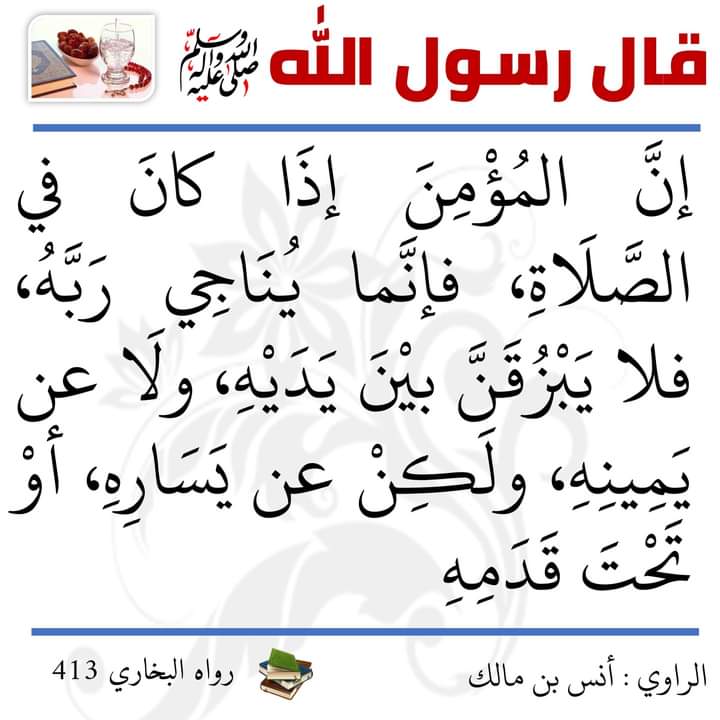 قال رسول الله صلى الله عليه وآله وسلم
إنَّ المُؤْمِنَ إذَا كانَ في
الصَّلَاةِ، فإنَّما يُنَاجِي رَبَّهُ،
فلا يَبْزُقَنَّ بيْنَ يَدَيْهِ، ولَا عن
يَمِينِهِ، ولَكِنْ عن يَسَارِهِ، أوْ
تَحْتَ قَدَمِهِ
الراوي : أنس بن مالك
رواه البخاري 413